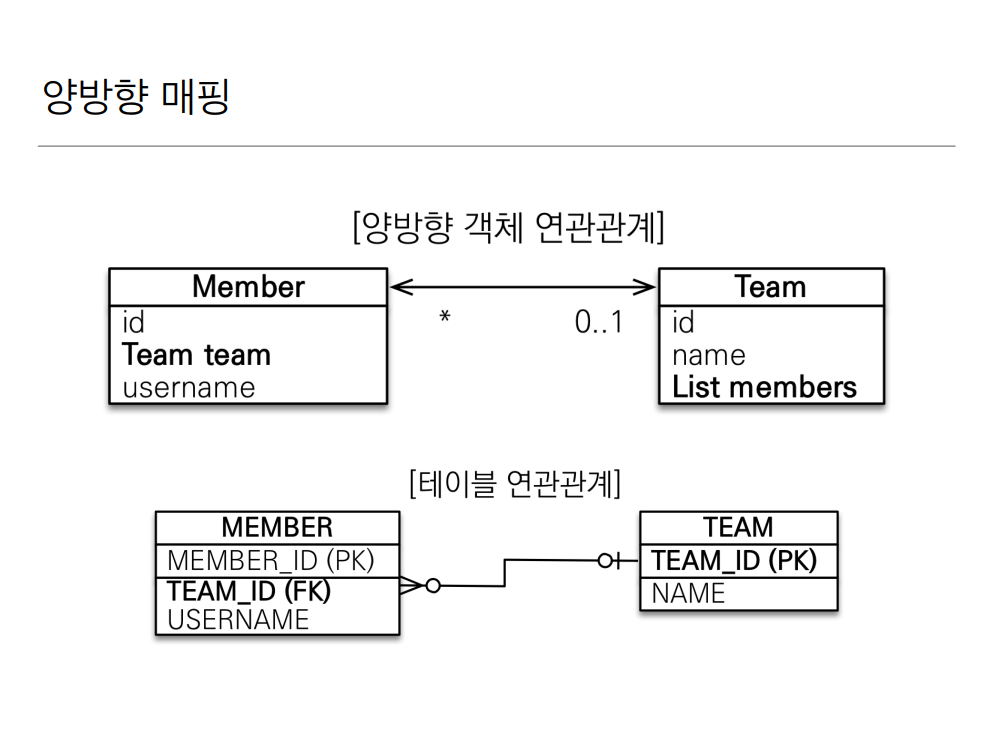 양방향 매핑
[양방향 객체 연관관계]
Member
id
Team team
username
* 0..1
Team
id
name
List members
[테이블 연관관계]
MEMBER
MEMBER_ID (PK)
TEAM_ID (FK)
USERNAME
TEAM
TEAM_ID (PK)
NAME